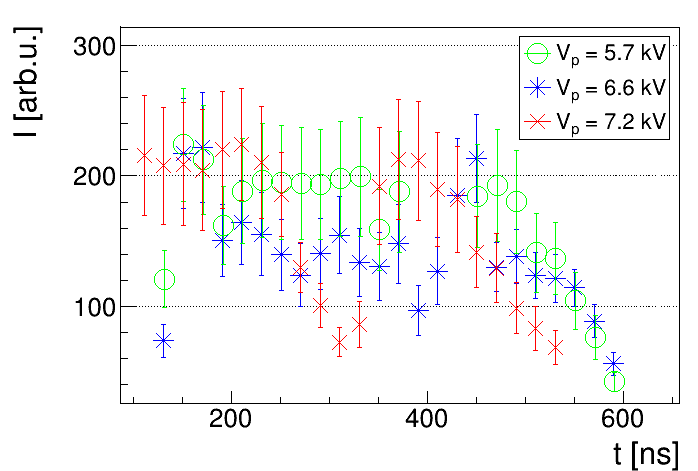 I [arb.u.]
300
200
100
V_p = 5.7 kV
V_p = 6.6 kV
V_p = 7.2 kV
200 400 600
t [ns]